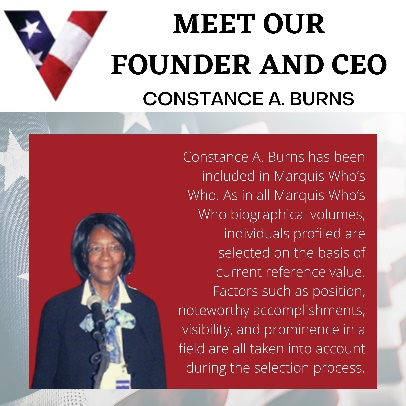 MEET OUR
FOUNDER AND CEO
CONSTANCE A. BURNS
Constance A. Burns has been
included in Marquis Who's
Who. As in all Marquis Who's
Who biographical volumes,
individuals profiled are
selected on the basis of
current reference value.
Factors such as position,
noteworthy accomplishments,
visibility, and prominence in a
field are all taken into account
during the selection process.